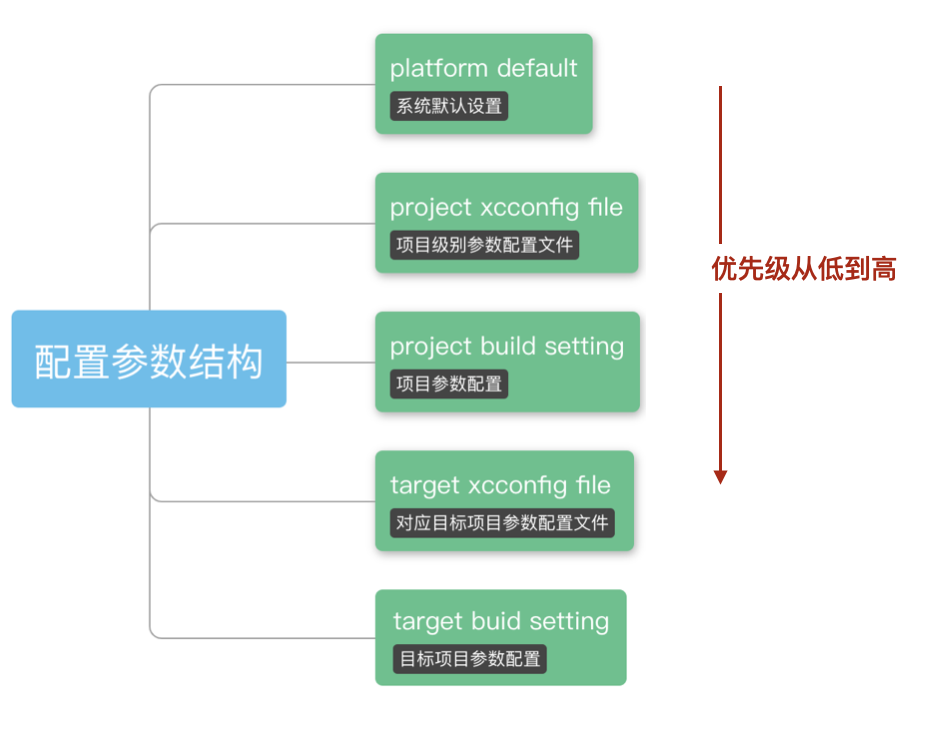 platform default
系统默认设置
project xcconfig file
项目级别参数配置文件
优先级从低到高
配置参数结构
project build setting
项目参数配置
target xcconfig file
对应目标项目参数配置文件
target buid setting
目标项目参数配置